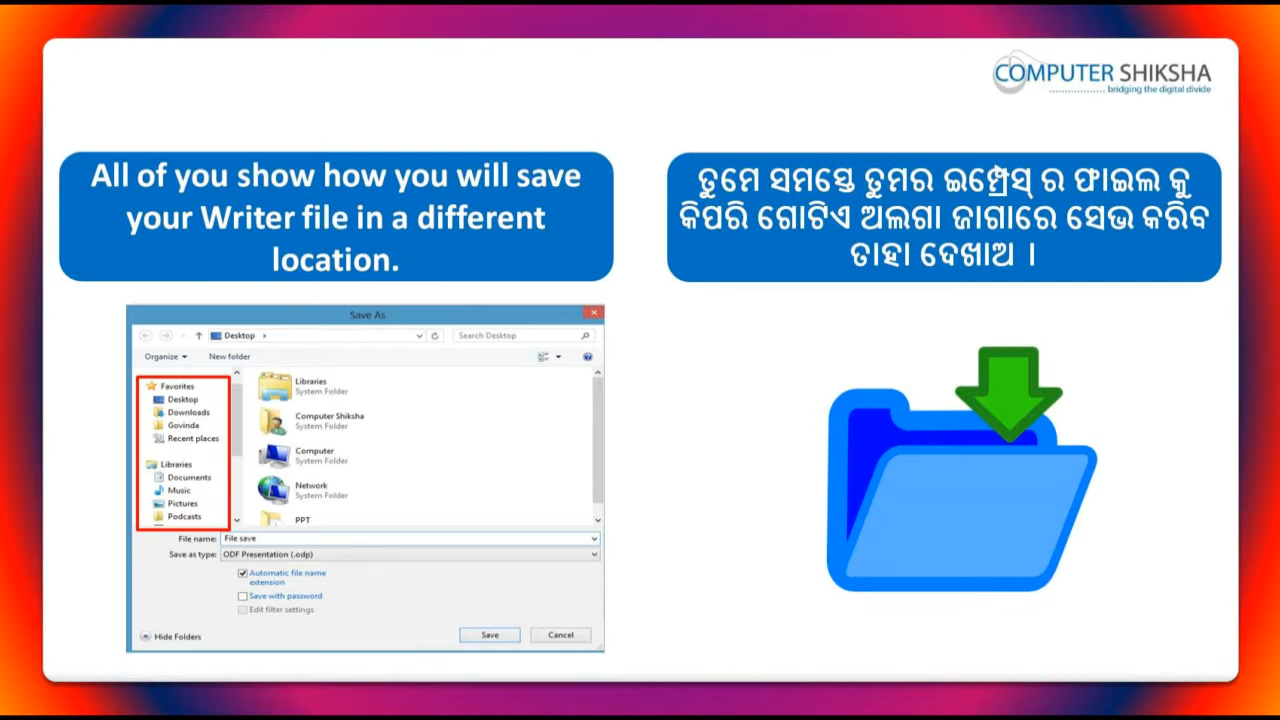 COMPUTER SHIKSHA
bridging the digital divide
All of you show how you will save
your Writer file in a different
location.
ତୁମେ ସମସ୍ତେ ତୁମର ଇମ୍ପ୍ରେସ୍ ର ଫାଇଲ କୁ
କିପରି ଗୋଟିଏ ଅଲଗା ଜାଗାରେ ସେଭ କରିବ
ତାହା ଦେଖାଅ ।
Save As
Desktop
Search Desktop
Organize
New folder
Favorites
Desktop
Downloads
Govinda
Recent places
Libraries
Documents
Music
Pictures
Podcasts
Libraries
System Folder
Computer Shiksha
System Folder
Computer
System Folder
Network
System Folder
PPT
File name: File save
Save as type: ODF Presentation (.odp)
Automatic file name
extension
Save with password
Edit filter settings
Hide Folders
Save
Cancel